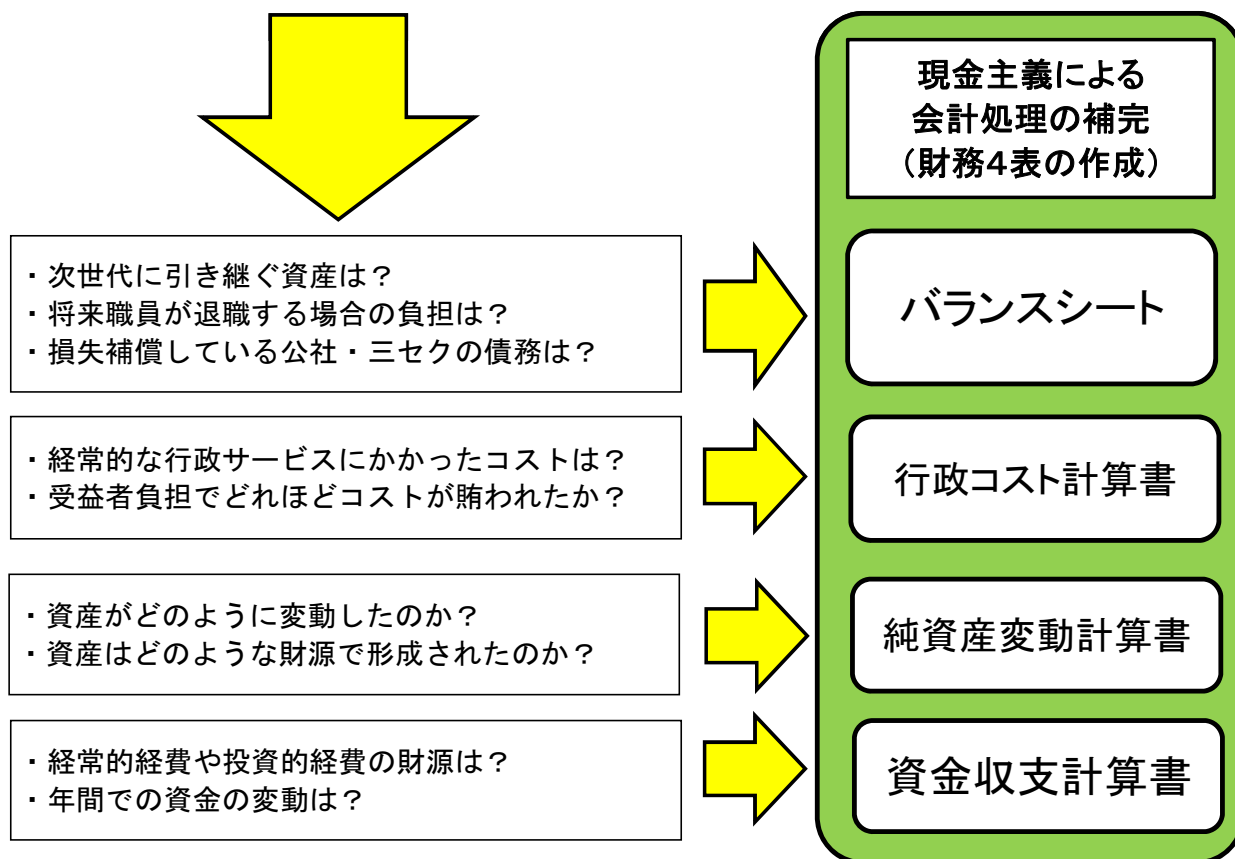 現金主義による
会計処理の補完
（財務4表の作成）
・次世代に引き継ぐ資産は？
・将来職員が退職する場合の負担は？
・損失補償している公社・三セクの債務は？
バランスシート
・経常的な行政サービスにかかったコストは？
・受益者負担でどれほどコストが賄われたか？
行政コスト計算書
・資産がどのように変動したのか？
・資産はどのような財源で形成されたのか？
純資産変動計算書
・経常的経費や投資的経費の財源は？
・年間での資金の変動は？
資金収支計算書